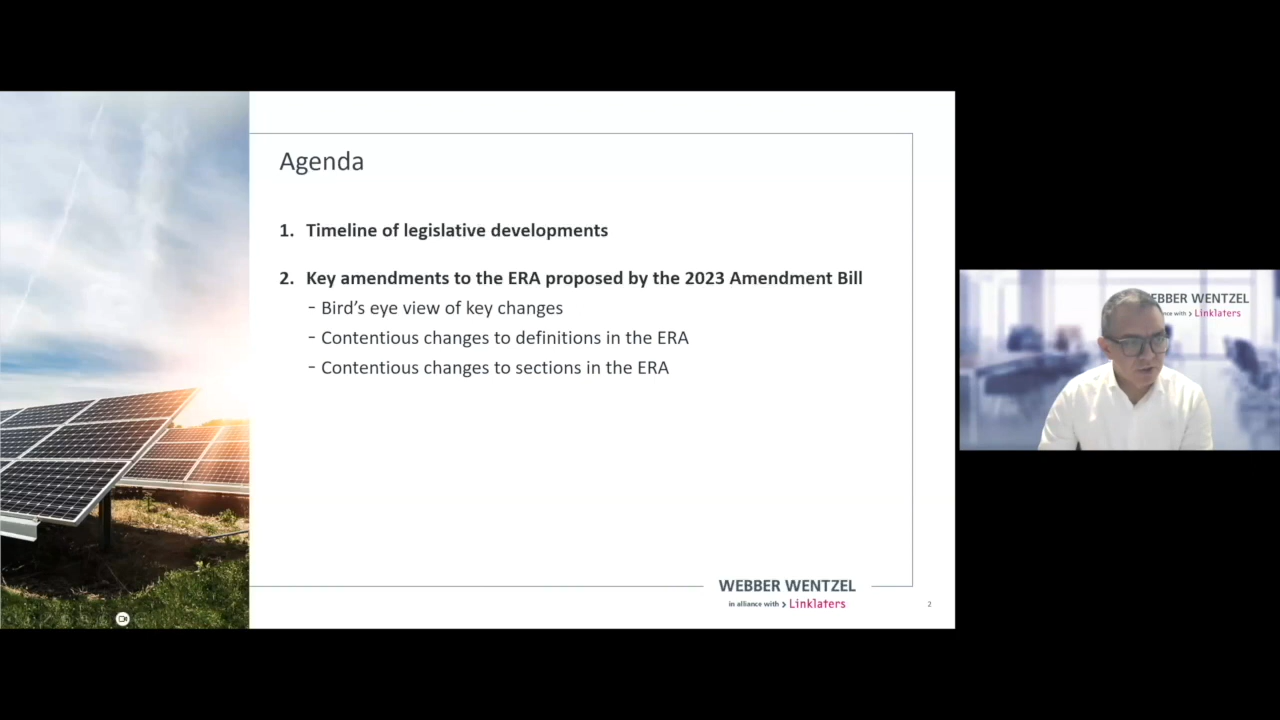 Agenda
1. Timeline of legislative developments
2. Key amendments to the ERA proposed by the 2023 Amendment Bill
- Bird’s eye view of key changes
- Contentious changes to definitions in the ERA
- Contentious changes to sections in the ERA
WEBBER WENTZEL
in alliance with > Linklaters
2
EBBER WENTZEL
nce with > Linklaters